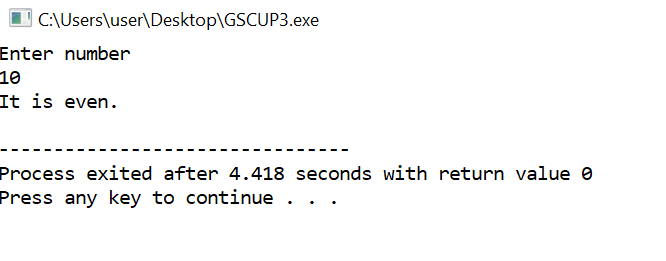 C:\Users\user\Desktop\GSCUP3.exe
Enter number
10
It is even.
--------------------------------
Process exited after 4.418 seconds with return value 0
Press any key to continue . . .